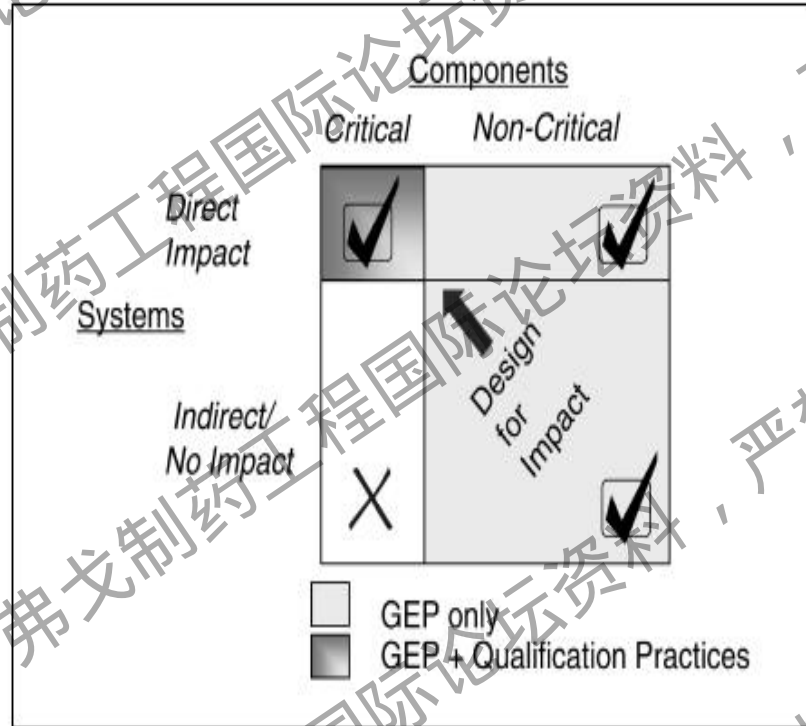 Components
Critical Non-Critical
Direct
Impact
Systems
Indirect/
No Impact
Design
for
Impact
GEP only
GEP + Qualification Practices
制药工程国际论坛资料,
弗戈制药工程国际论坛资料,严